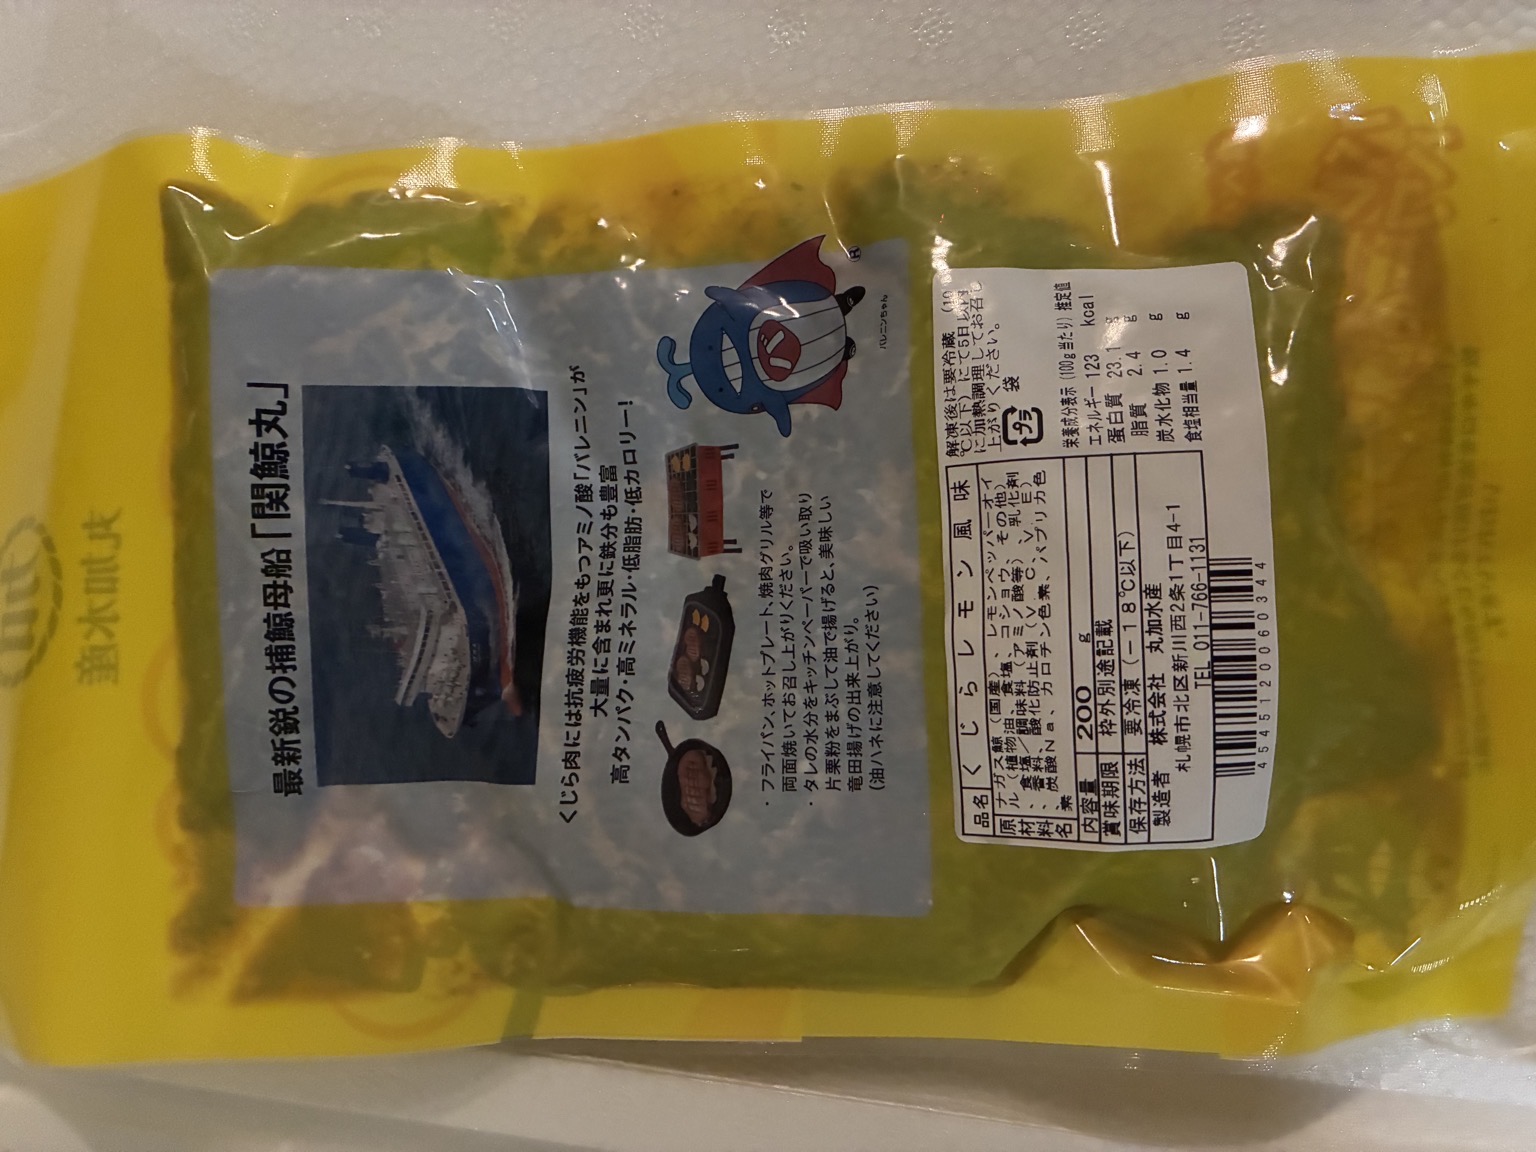 最新鋭の捕鯨母船「関鯨丸」
くじら肉には抗疲労機能をもつアミノ酸「バレニン」が
大量に含まれ更に鉄分も豊富
高タンパク・高ミネラル・低脂肪・低カロリー!
バレニンちゃん
®
・フライパン、ホットプレート、焼肉グリル等で
両面焼いてお召し上がりください。
・タレの水分をキッチンペーパーで吸い取り
片栗粉をまぶして油で揚げると、美味しい
竜田揚げの出来上がり。
(油ハネに注意してください)
品名 くじらレモン風味
原材料名 ナガス鯨(国産)、レモンペッパーオイ
ル(植物油、食塩、コショウ、その他)
、食塩/調味料(アミノ酸等)、乳化剤
、香料、酸化防止剤(V.C、V.E)
、炭酸Na、カロチン色素、パプリカ色
素
内容量 200 g
賞味期限 枠外別途記載
保存方法 要冷凍(-18℃以下)
製造者 株式会社 丸加水産
札幌市北区新川西2条1丁目4-1
TEL 011-766-1131
4545120060344
解凍後は要冷蔵(10
℃以下)にて5日以内
に加熱調理してお召し
上がりください。
プラ 袋
栄養成分表示(100g当たり)推定値
エネルギー 123 kcal
蛋白質 23.1 g
脂質 2.4 g
炭水化物 1.0 g
食塩相当量 1.4 g
丸加水産